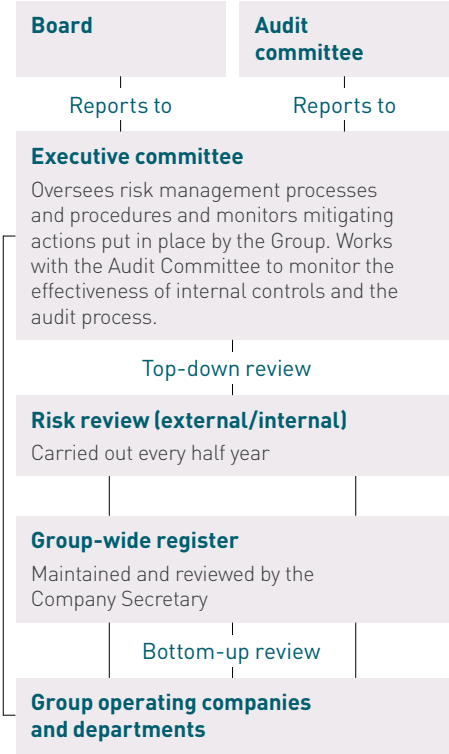 Board
Audit
committee
Reports to
Reports to
Executive committee
Oversees risk management processes
and procedures and monitors mitigating
actions put in place by the Group. Works
with the Audit Committee to monitor the
effectiveness of internal controls and the
audit process.
Top-down review
Risk review (external/internal)
Carried out every half year
Group-wide register
Maintained and reviewed by the
Company Secretary
Bottom-up review
Group operating companies
and departments